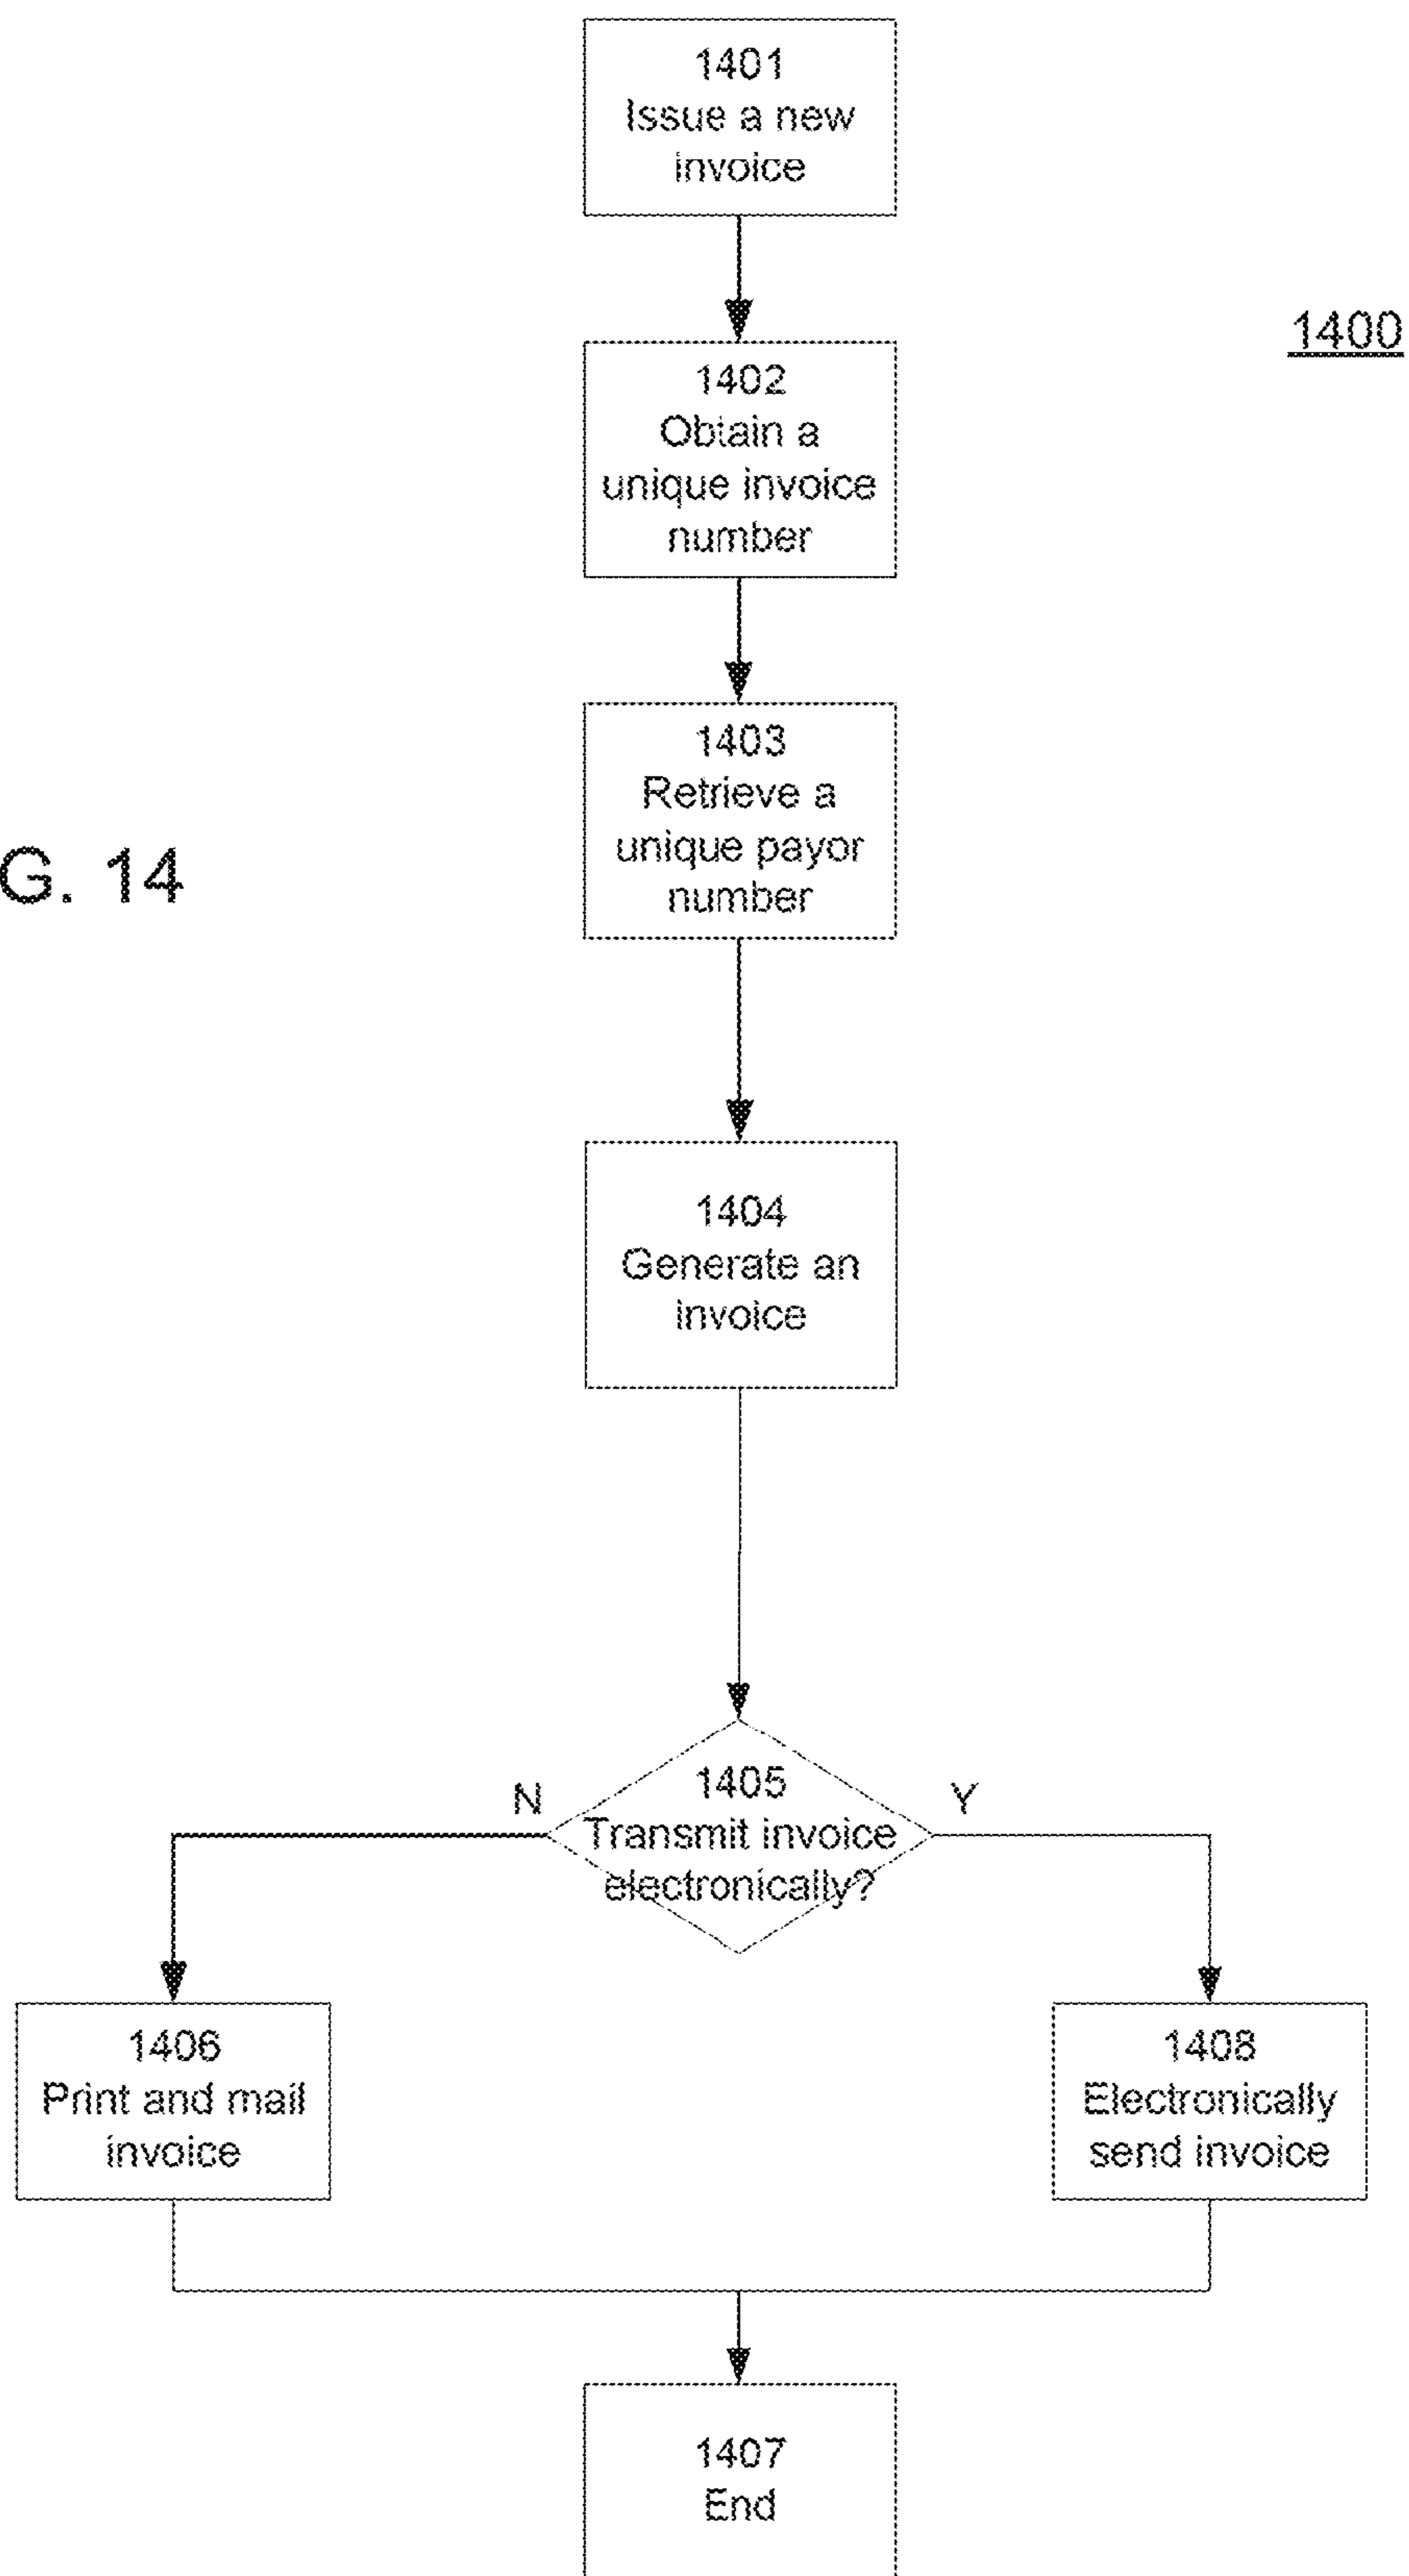 1401
Issue a new
invoice
1400
1402
Obtain a
unique invoice
number
1403
Retrieve a
unique payor
number
G. 14
1404
Generate an
invoice
1405
Transmit invoice
electronically?
N
Y
1406
Print and mail
invoice
1408
Electronically
send invoice
1407
End